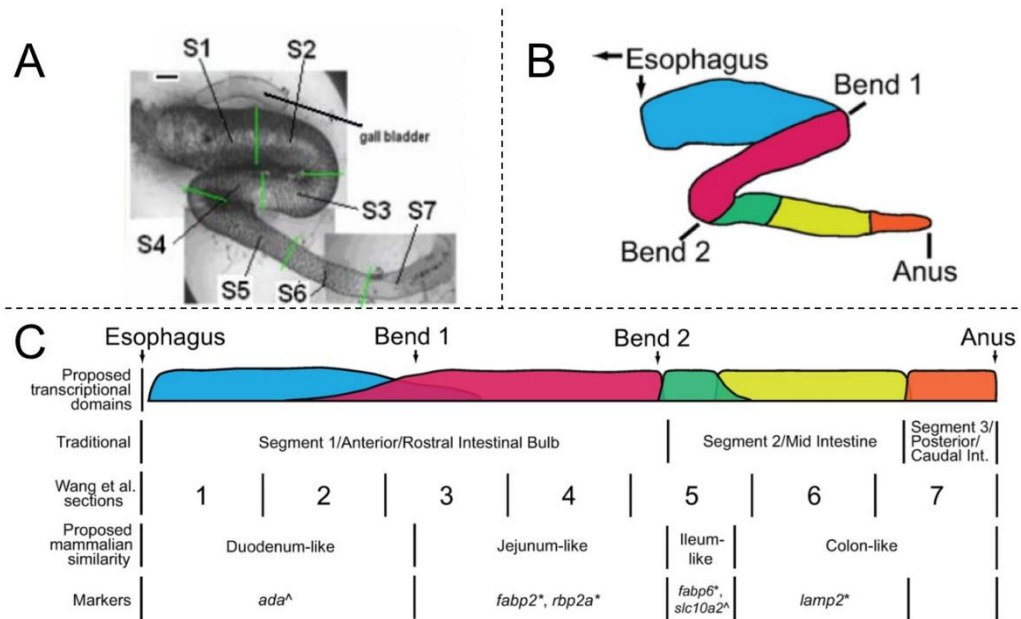 A
S1
S2
gall bladder
S3
S7
S4
S5
S6
B
Esophagus
Bend 1
Bend 2
Anus
C
Esophagus
Bend 1
Bend 2
Anus
Proposed
transcriptional
domains
Traditional
Segment 1/Anterior/Rostral Intestinal Bulb
Segment 2/Mid Intestine
Segment 3/
Posterior/
Caudal Int.
Wang et al.
sections
1
2
3
4
5
6
7
Proposed
mammalian
similarity
Duodenum-like
Jejunum-like
Ileum-
like
Colon-like
Markers
ada^
fabp2*, rbp2a*
fabp6*,
slc10a2^
lamp2*